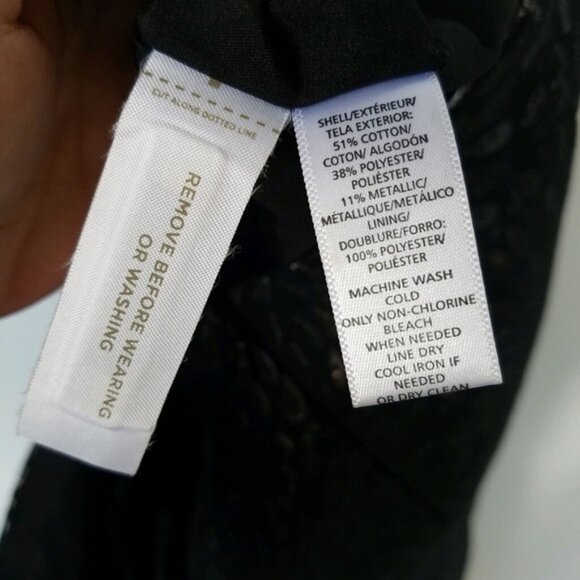 CUT ALONG DOTTED LINE
REMOVE BEFORE WEARING
OR WASHING
SHELL/EXTÉRIEUR/
TELA EXTERIOR:
51% COTTON/
COTON/ ALGODÓN
38% POLYESTER/
POLIÉSTER
11% METALLIC/
MÉTALLIQUE/METÁLICO
LINING/
DOUBLURE/FORRO:
100% POLYESTER/
POLIÉSTER
MACHINE WASH
COLD
ONLY NON-CHLORINE
BLEACH
WHEN NEEDED
LINE DRY
COOL IRON IF
NEEDED
OR DRY CLEAN